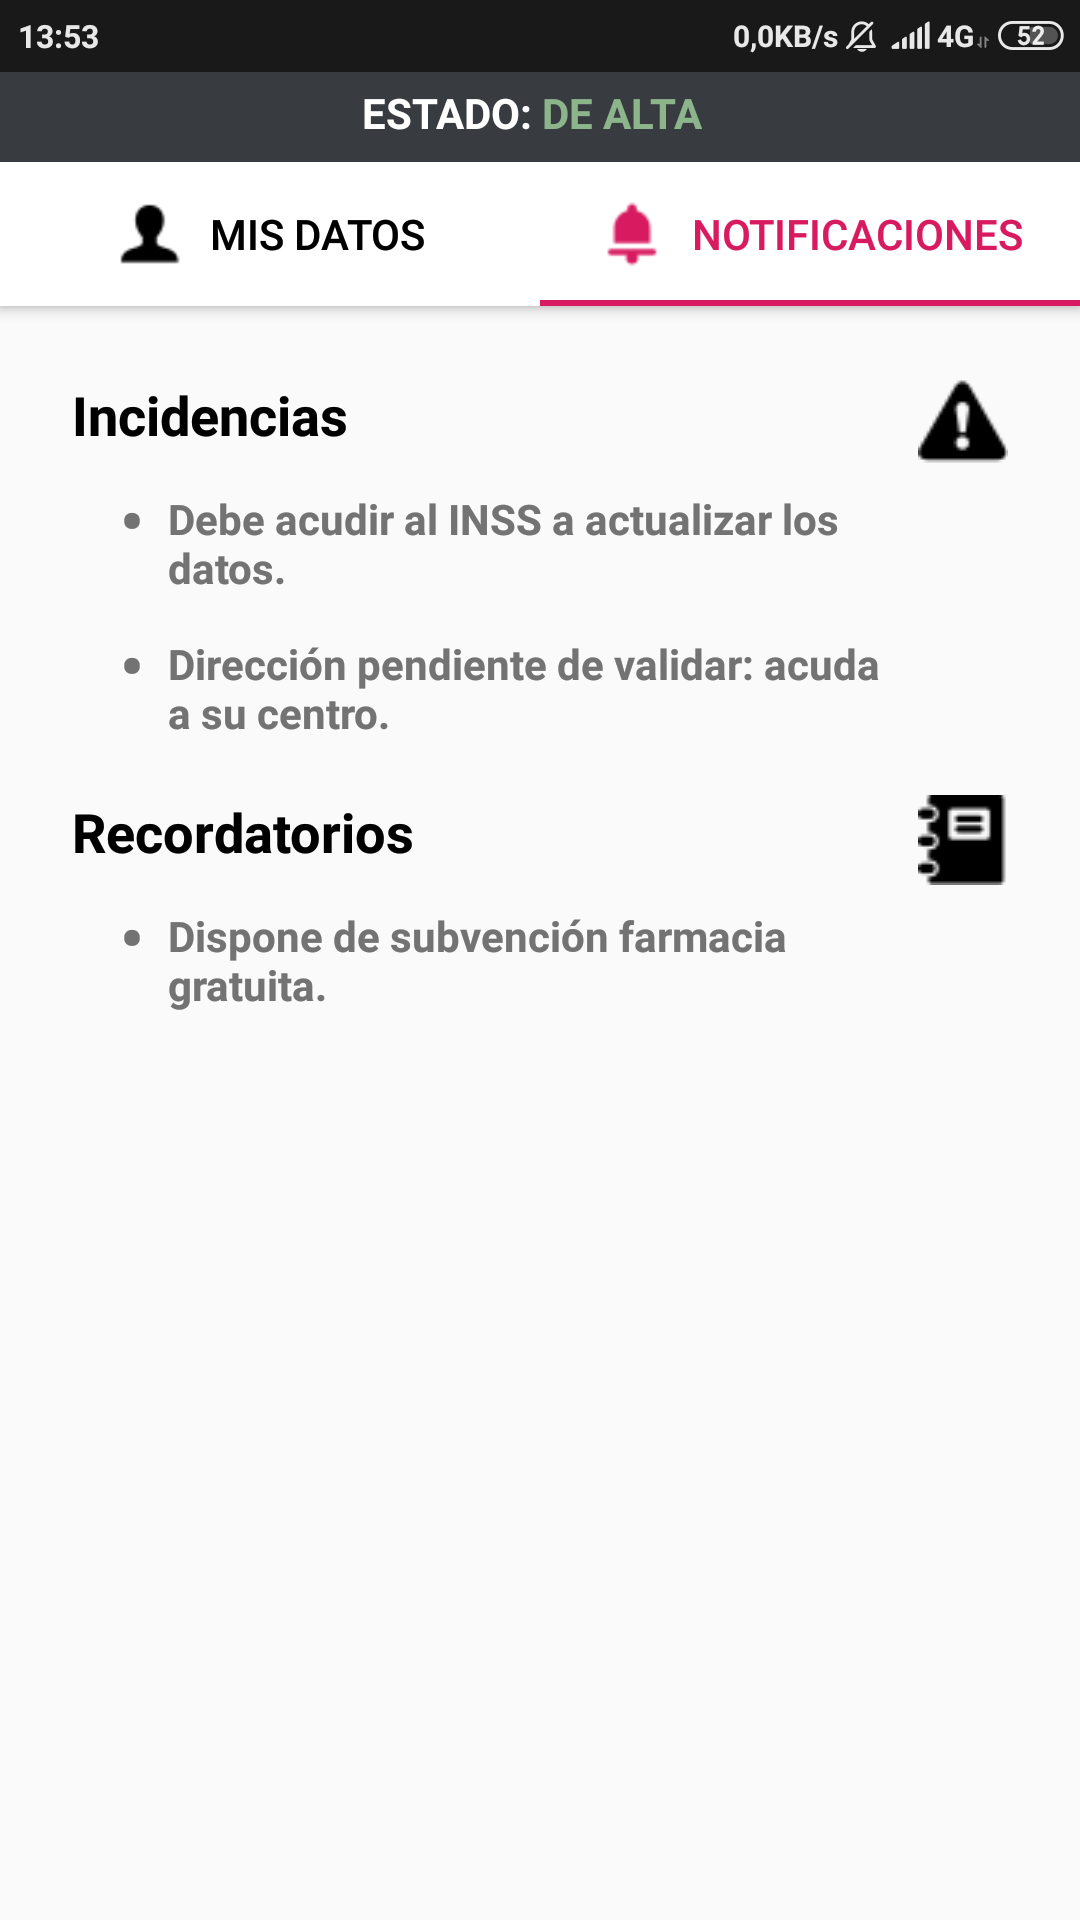 13:53 0,0KB/s 4G 52
ESTADO: DE ALTA
MIS DATOS NOTIFICACIONES
Incidencias
• Debe acudir al INSS a actualizar los
datos.
• Dirección pendiente de validar: acuda
a su centro.
Recordatorios
• Dispone de subvención farmacia
gratuita.